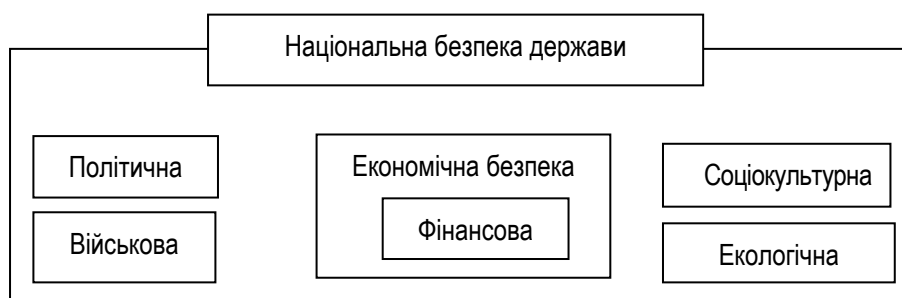 Національна безпека держави
Політична
Військова
Економічна безпека
Фінансова
Соціокультурна
Екологічна